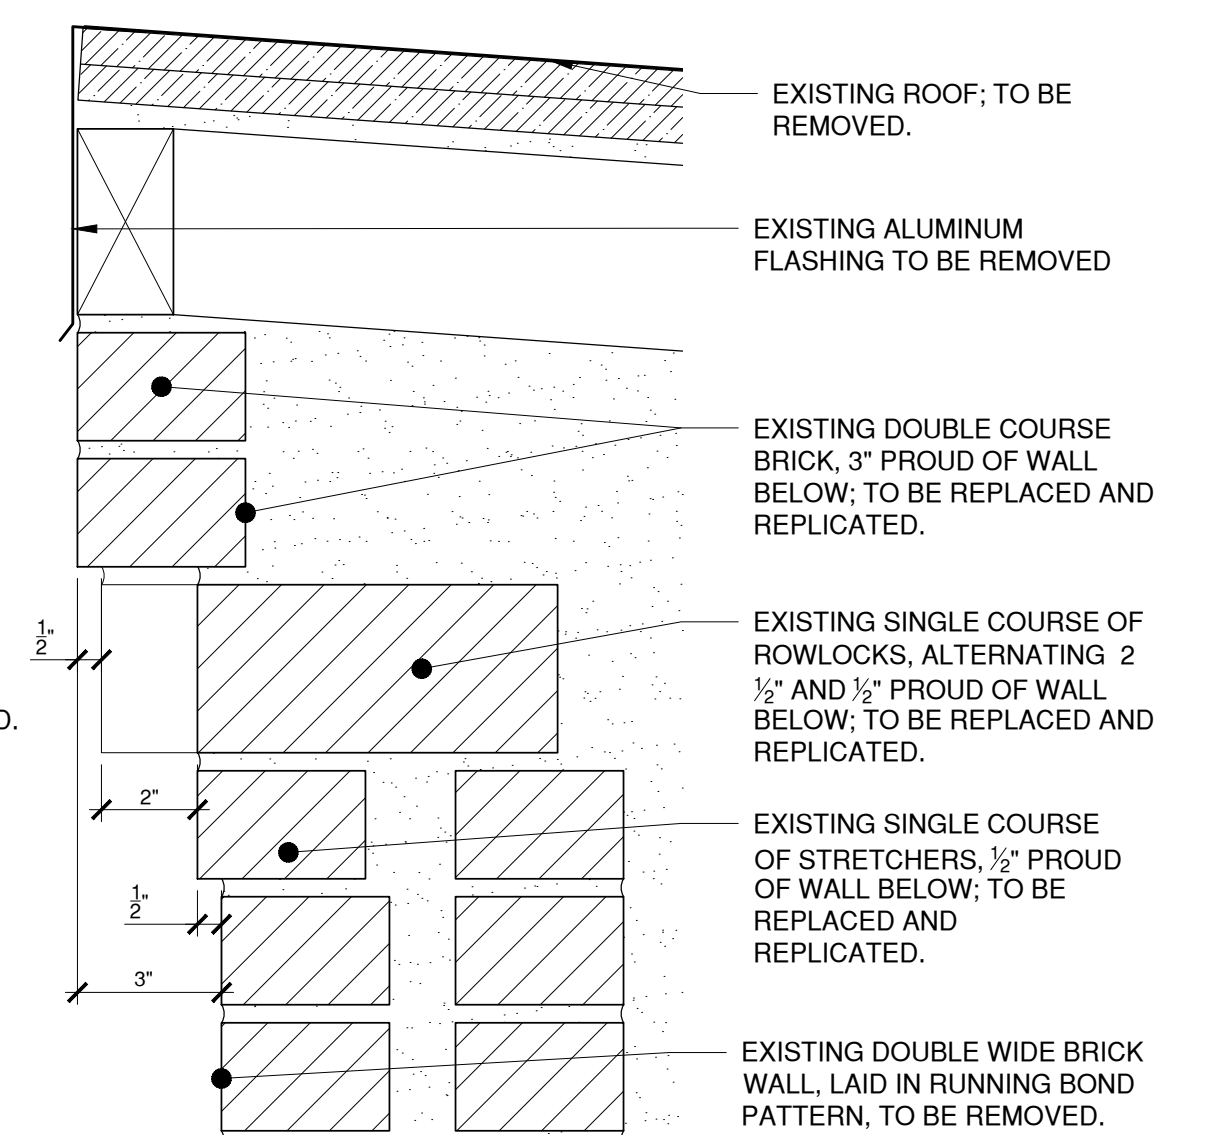 EXISTING ROOF; TO BE
REMOVED.
EXISTING ALUMINUM
FLASHING TO BE REMOVED
EXISTING DOUBLE COURSE
BRICK, 3" PROUD OF WALL
BELOW; TO BE REPLACED AND
REPLICATED.
1/2"
EXISTING SINGLE COURSE OF
ROWLOCKS, ALTERNATING 2
½" AND ½" PROUD OF WALL
BELOW; TO BE REPLACED AND
REPLICATED.
D.
2"
EXISTING SINGLE COURSE
OF STRETCHERS, ½" PROUD
OF WALL BELOW; TO BE
REPLACED AND
REPLICATED.
1/2"
3"
EXISTING DOUBLE WIDE BRICK
WALL, LAID IN RUNNING BOND
PATTERN, TO BE REMOVED.